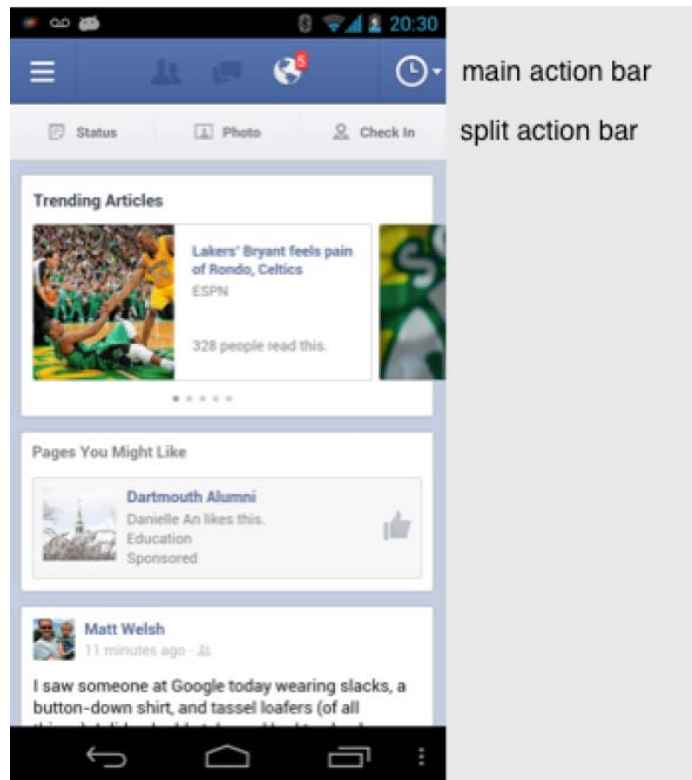 20:30
5
main action bar
Status
Photo
Check In
split action bar
Trending Articles
Lakers' Bryant feels pain
of Rondo, Celtics
ESPN
328 people read this.
Pages You Might Like
Dartmouth Alumni
Danielle An likes this.
Education
Sponsored
Matt Welsh
11 minutes ago ·
I saw someone at Google today wearing slacks, a
button-down shirt, and tassel loafers (of all